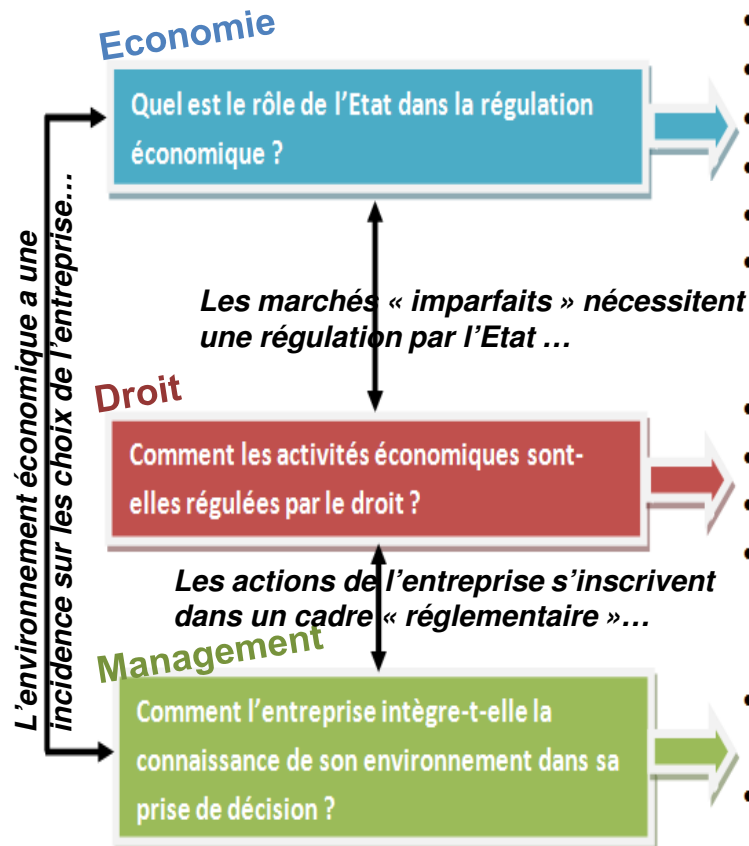 Economie
Quel est le rôle de l'Etat dans la régulation
économique ?
L'environnement économique a une
incidence sur les choix de l'entreprise...
Les marchés « imparfaits » nécessitent
une régulation par l'Etat …
Droit
Comment les activités économiques sont-
elles régulées par le droit ?
Les actions de l'entreprise s'inscrivent
dans un cadre « réglementaire »…
Management
Comment l'entreprise intègre-t-elle la
connaissance de son environnement dans sa
prise de décision ?